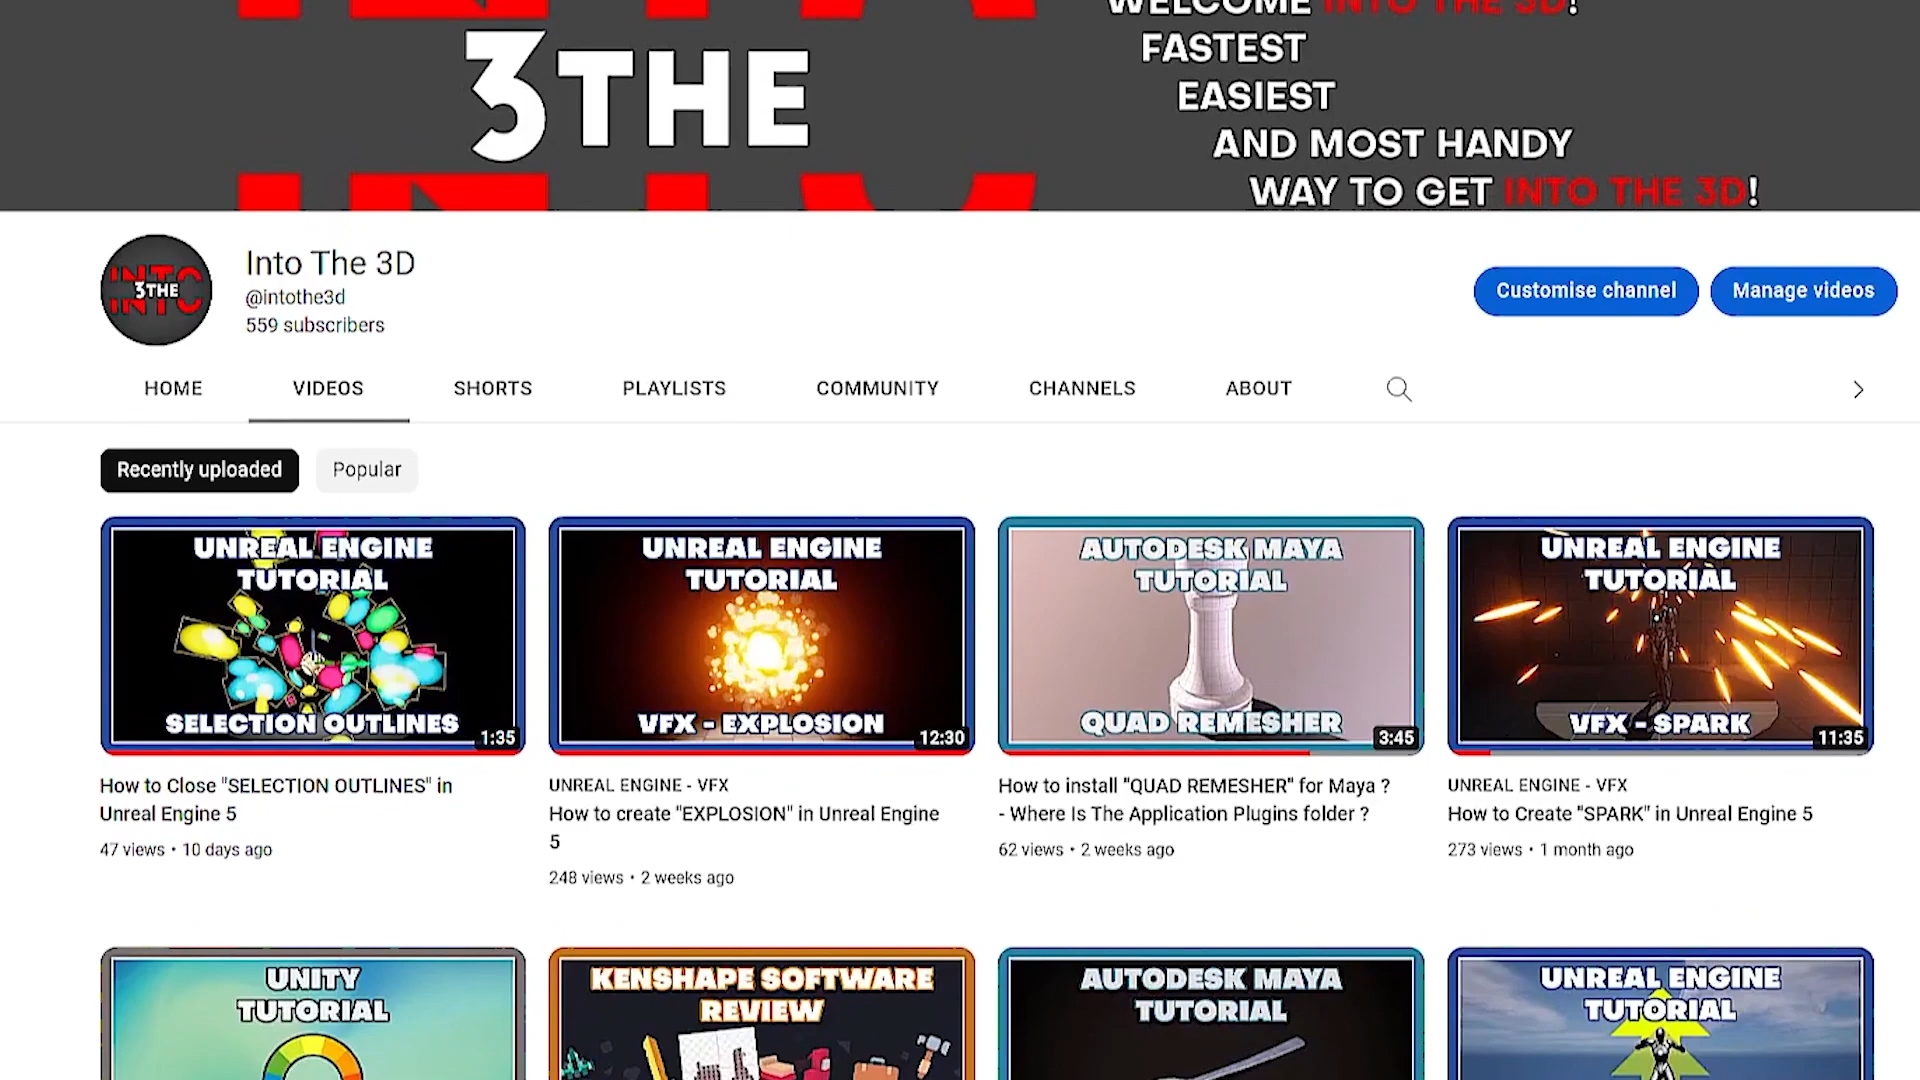 WELCOME INTO THE 3D!
3THE
FASTEST
EASIEST
AND MOST HANDY
WAY TO GET INTO THE 3D!
INTO
3THE
INTO
Into The 3D
@intothe3d
559 subscribers
Customise channel
Manage videos
HOME
VIDEOS
SHORTS
PLAYLISTS
COMMUNITY
CHANNELS
ABOUT
Recently uploaded
Popular
UNREAL ENGINE
TUTORIAL
SELECTION OUTLINES
1:35
How to Close "SELECTION OUTLINES" in
Unreal Engine 5
47 views • 10 days ago
UNREAL ENGINE
TUTORIAL
VFX - EXPLOSION
12:30
UNREAL ENGINE - VFX
How to create "EXPLOSION" in Unreal Engine
5
248 views • 2 weeks ago
AUTODESK MAYA
TUTORIAL
QUAD REMESHER
3:45
How to install "QUAD REMESHER" for Maya ?
- Where Is The Application Plugins folder ?
62 views • 2 weeks ago
UNREAL ENGINE
TUTORIAL
VFX - SPARK
11:35
UNREAL ENGINE - VFX
How to Create "SPARK" in Unreal Engine 5
273 views • 1 month ago
UNITY
TUTORIAL
KENSHAPE SOFTWARE
REVIEW
AUTODESK MAYA
TUTORIAL
UNREAL ENGINE
TUTORIAL